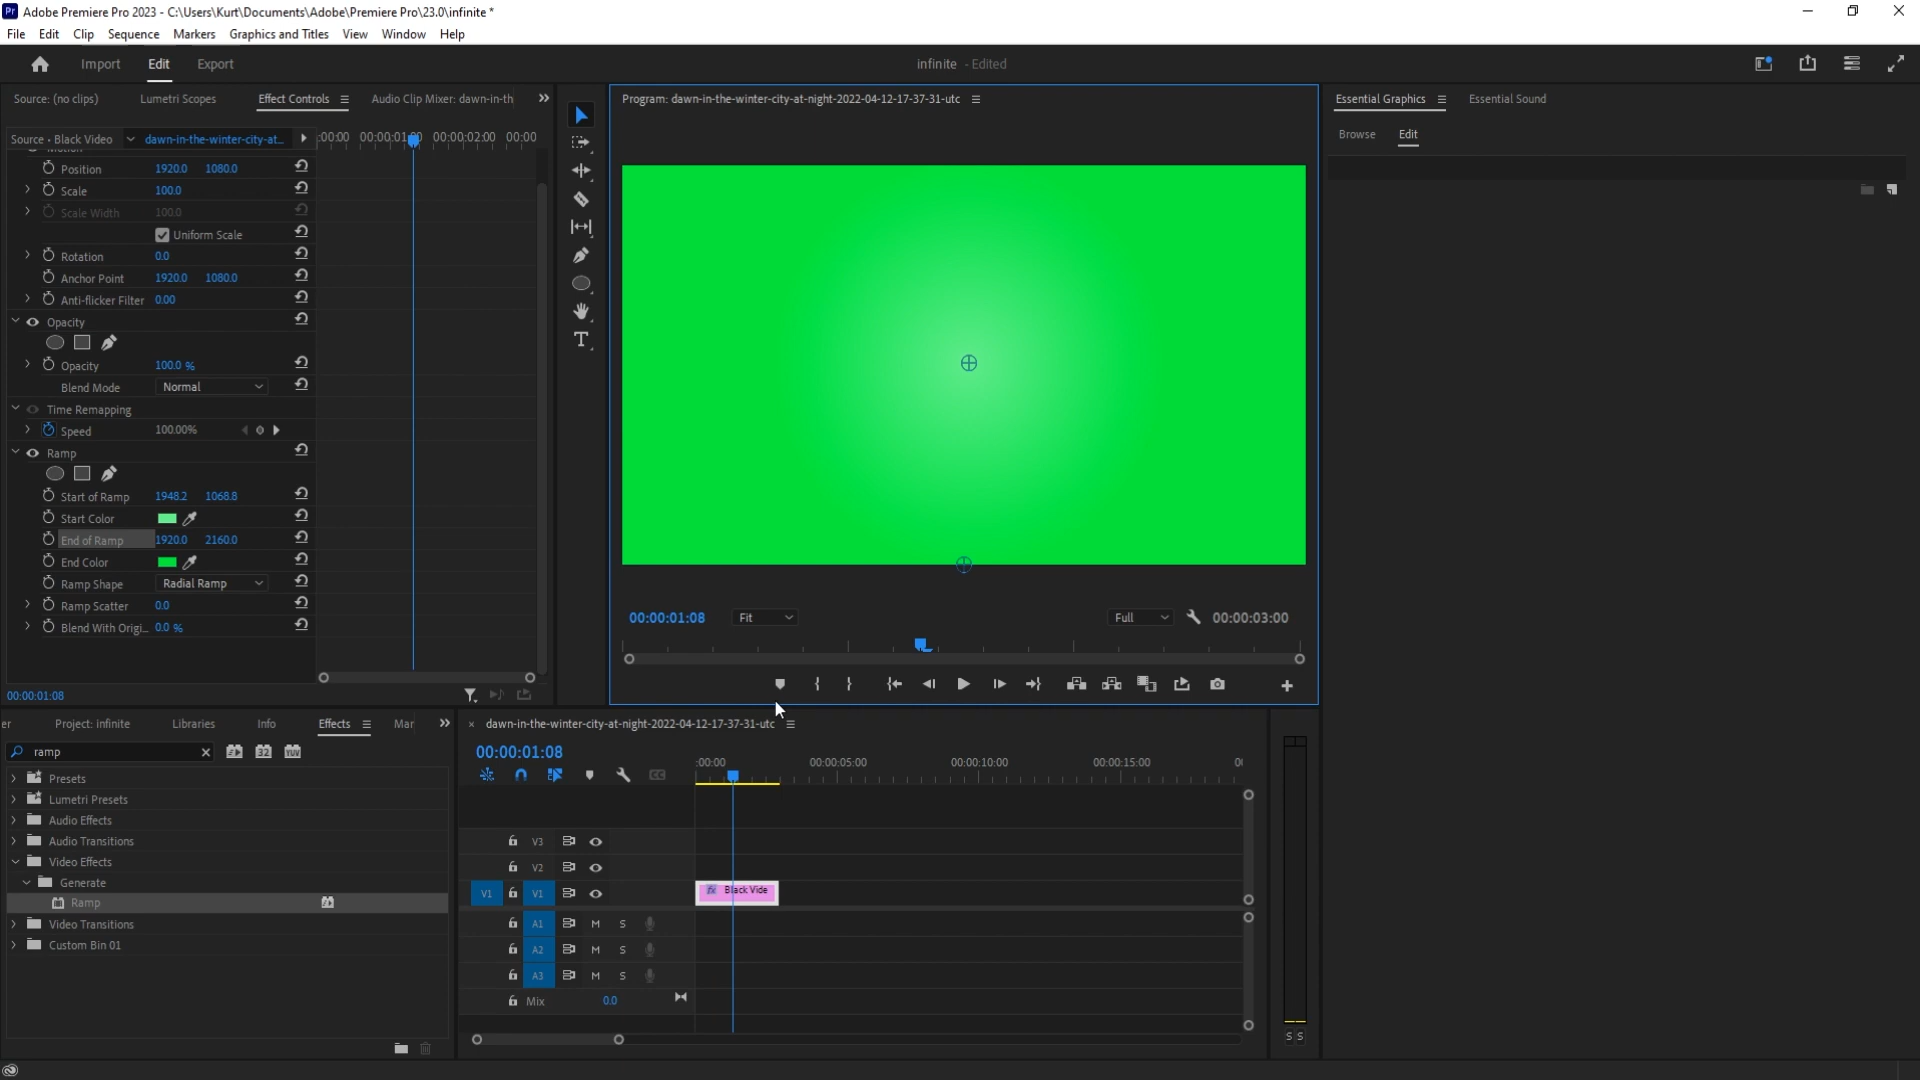 Adobe Premiere Pro 2023 - C:\Users\Kurt\Documents\Adobe\Premiere Pro\23.0\infinite *
File Edit Clip Sequence Markers Graphics and Titles View Window Help
Import Edit Export
infinite - Edited
Source: (no clips) Lumetri Scopes Effect Controls Audio Clip Mixer: dawn-in-th
Source • Black Video dawn-in-the-winter-city-at...
:00:00 00:00:01:00 00:00:02:00 00:00
Position 1920.0 1080.0
Scale 100.0
Scale Width 100.0
Uniform Scale
Rotation 0.0
Anchor Point 1920.0 1080.0
Anti-flicker Filter 0.00
Opacity
Opacity 100.0 %
Blend Mode Normal
Time Remapping
Speed 100.00%
Ramp
Start of Ramp 1948.2 1068.8
Start Color
End of Ramp 1920.0 2160.0
End Color
Ramp Shape Radial Ramp
Ramp Scatter 0.0
Blend With Origi... 0.0 %
00:00:01:08
Program: dawn-in-the-winter-city-at-night-2022-04-12-17-37-31-utc
00:00:01:08 Fit Full 00:00:03:00
Essential Graphics Essential Sound
Browse Edit
er Project: infinite Libraries Info Effects Mar
ramp
32 YUV
Presets
Lumetri Presets
Audio Effects
Audio Transitions
Video Effects
Generate
Ramp
Video Transitions
Custom Bin 01
dawn-in-the-winter-city-at-night-2022-04-12-17-37-31-utc
00:00:01:08
CC
:00:00 00:00:05:00 00:00:10:00 00:00:15:00 00
V3
V2
V1 V1 fx Black Vide
A1 M S
A2 M S
A3 M S
Mix 0.0
S S